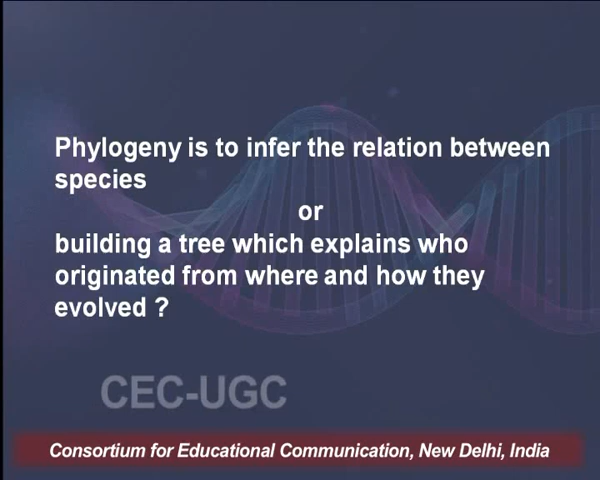 Phylogeny is to infer the relation between
species
or
building a tree which explains who
originated from where and how they
evolved ?
CEC-UGC
Consortium for Educational Communication, New Delhi, India